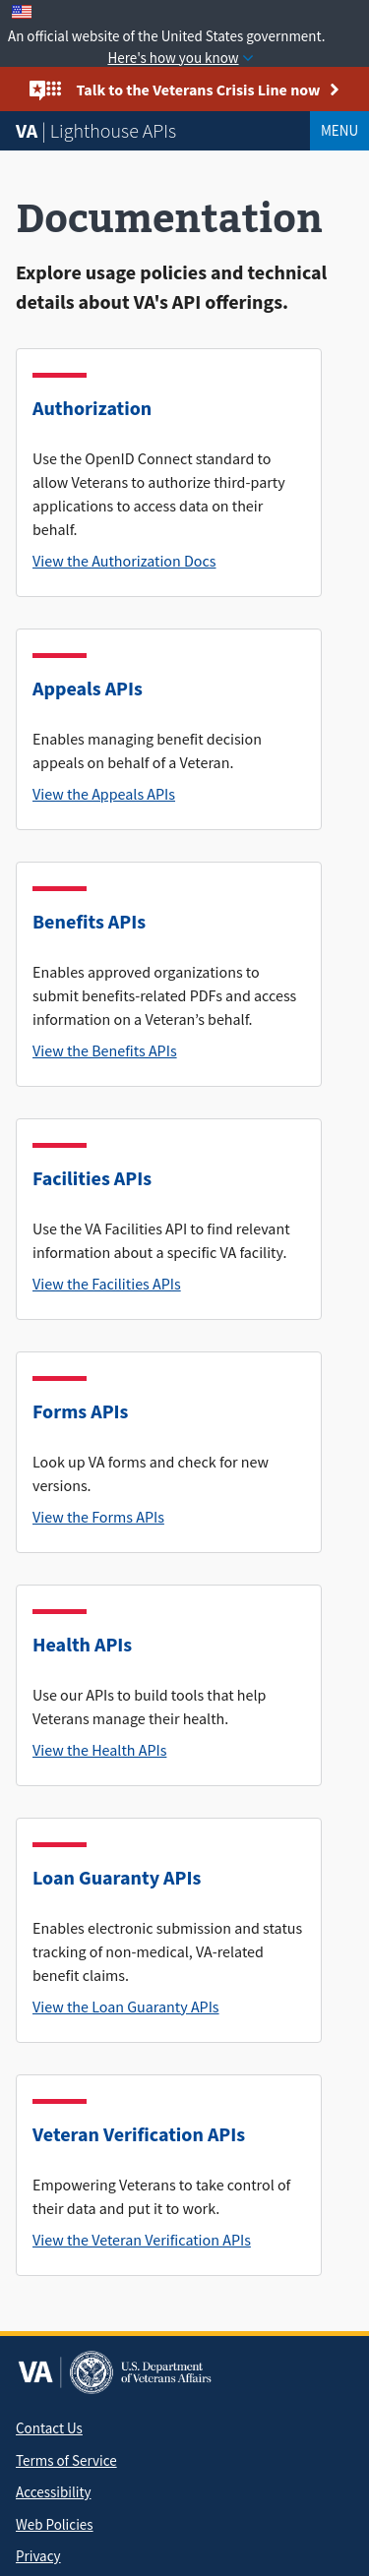 An official website of the United States government.
Here's how you know
Talk to the Veterans Crisis Line now
VA | Lighthouse APIs
MENU
Documentation
Explore usage policies and technical
details about VA's API offerings.
Authorization
Use the OpenID Connect standard to
allow Veterans to authorize third-party
applications to access data on their
behalf.
View the Authorization Docs
Appeals APIs
Enables managing benefit decision
appeals on behalf of a Veteran.
View the Appeals APIs
Benefits APIs
Enables approved organizations to
submit benefits-related PDFs and access
information on a Veteran’s behalf.
View the Benefits APIs
Facilities APIs
Use the VA Facilities API to find relevant
information about a specific VA facility.
View the Facilities APIs
Forms APIs
Look up VA forms and check for new
versions.
View the Forms APIs
Health APIs
Use our APIs to build tools that help
Veterans manage their health.
View the Health APIs
Loan Guaranty APIs
Enables electronic submission and status
tracking of non-medical, VA-related
benefit claims.
View the Loan Guaranty APIs
Veteran Verification APIs
Empowering Veterans to take control of
their data and put it to work.
View the Veteran Verification APIs
VA
U.S. Department
of Veterans Affairs
Contact Us
Terms of Service
Accessibility
Web Policies
Privacy